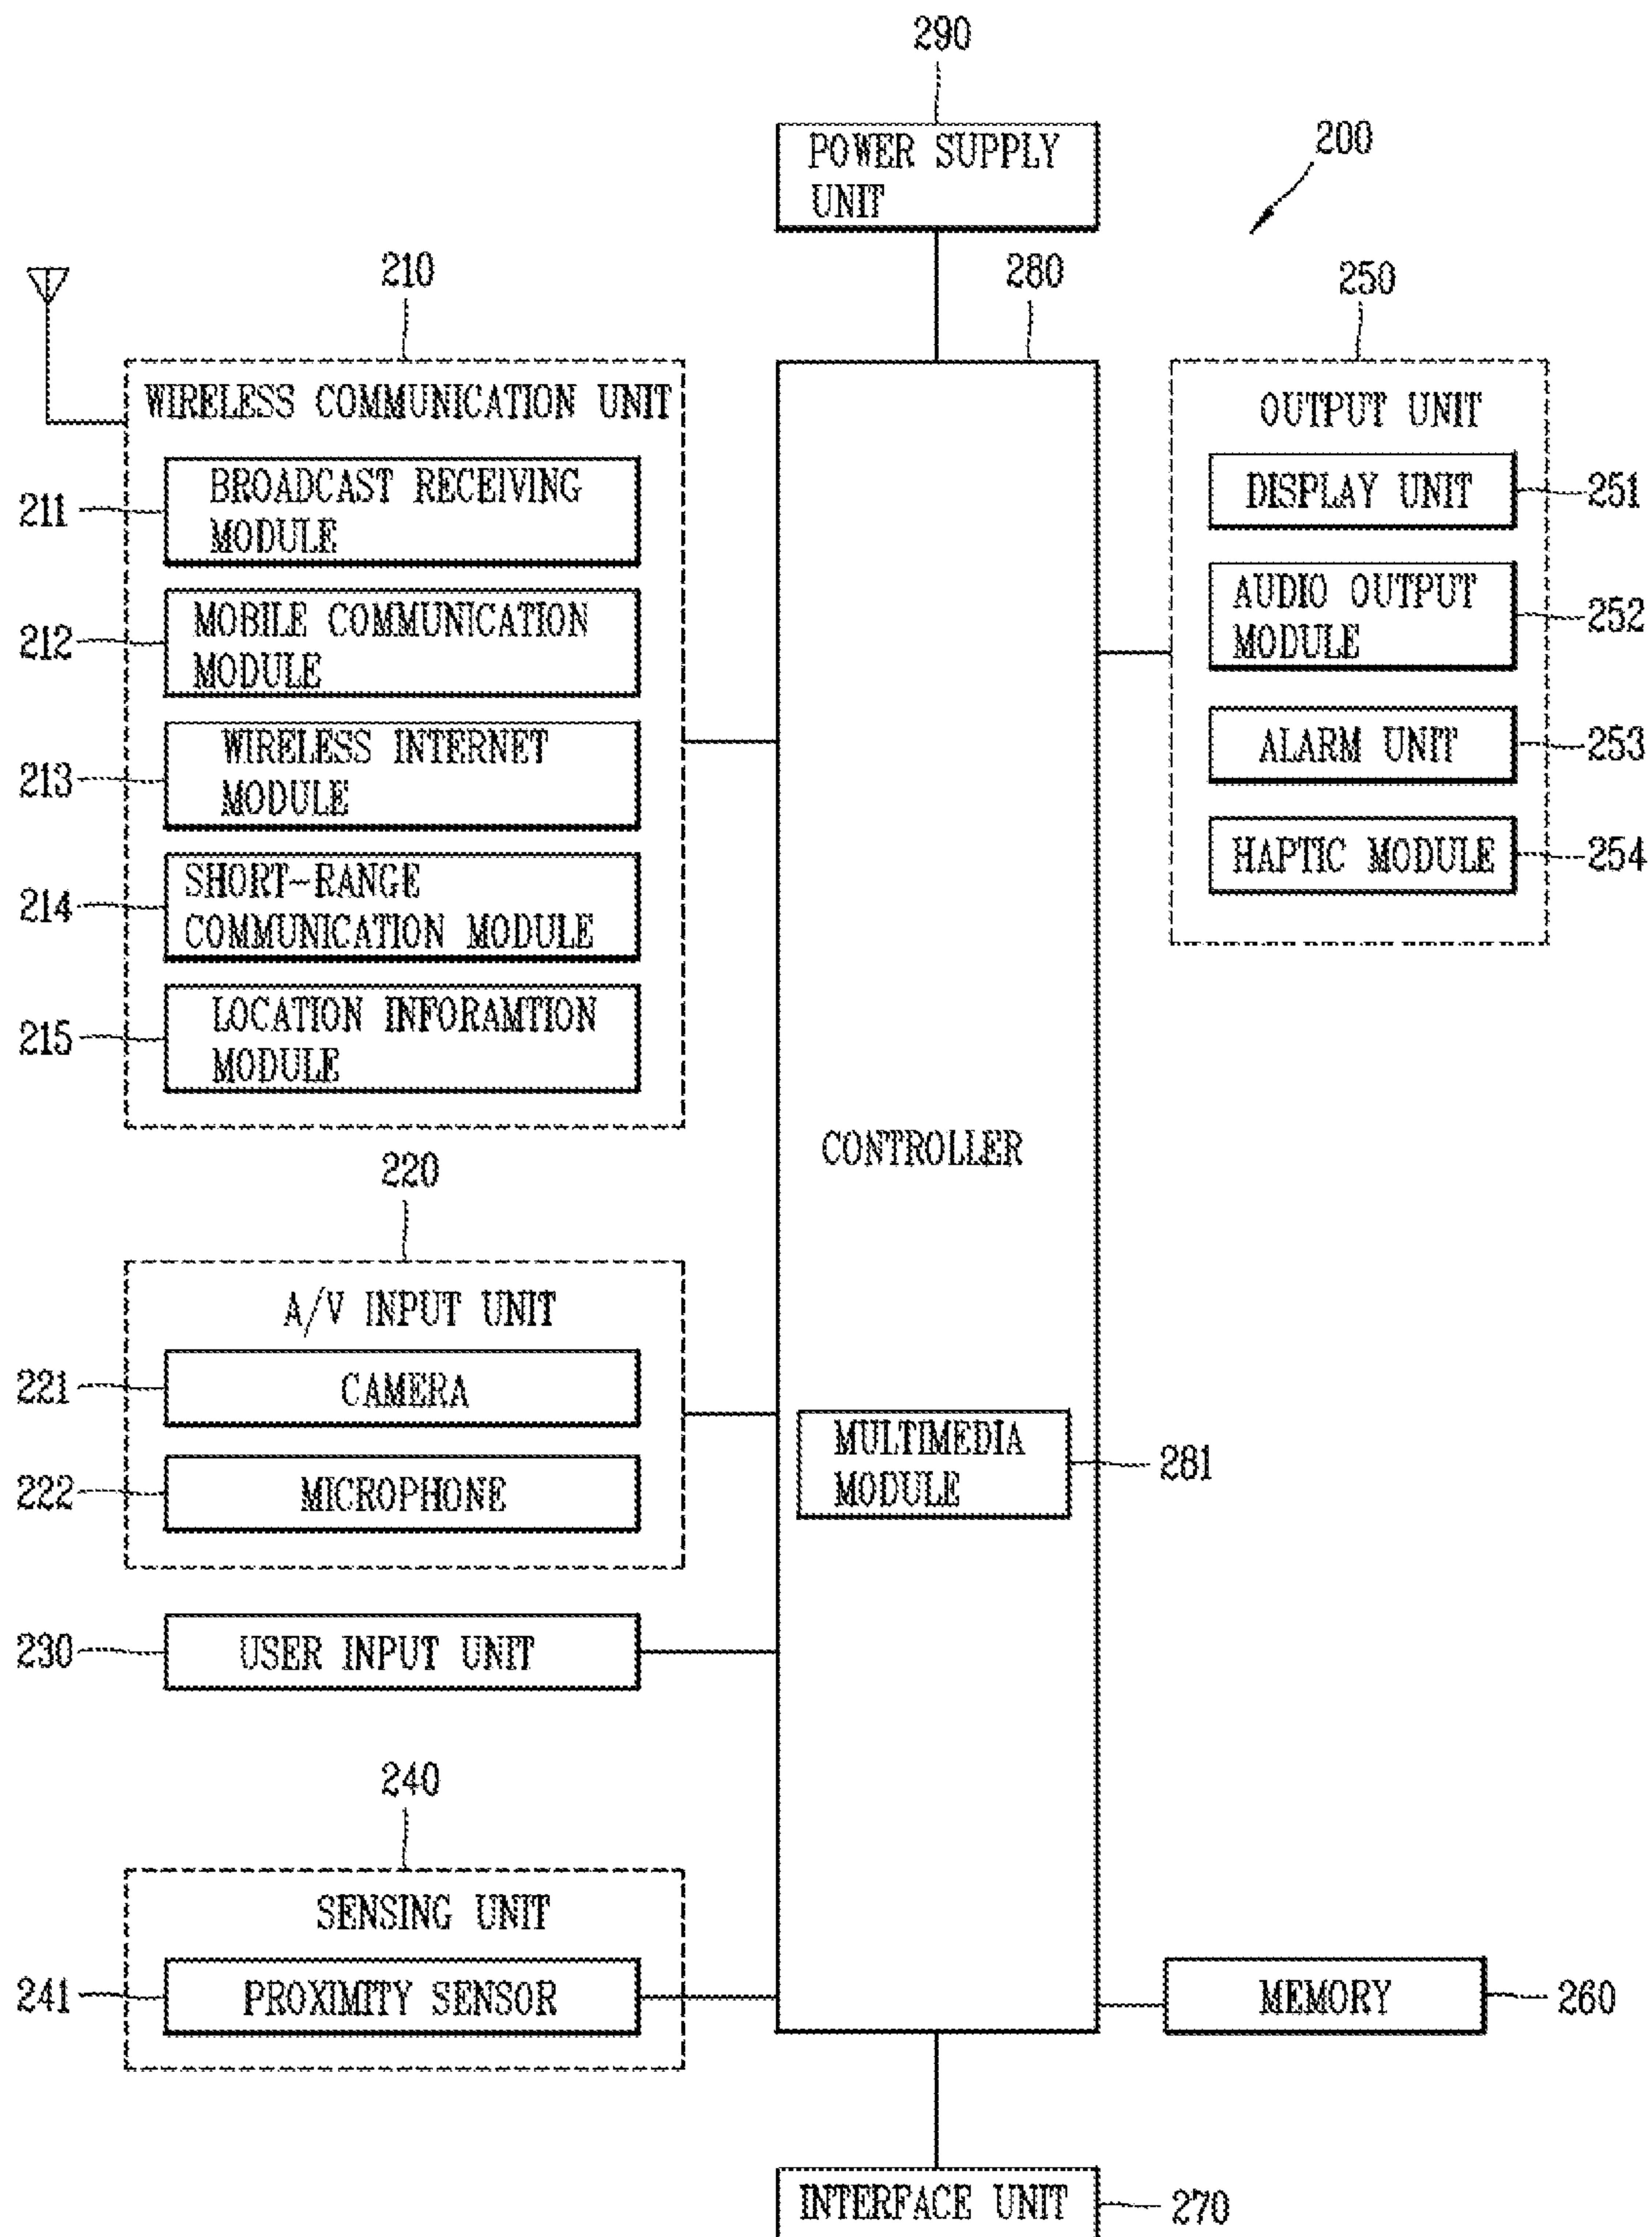 290
POWER SUPPLY
UNIT
200
210
280
250
WIRELESS COMMUNICATION UNIT
211
BROADCAST RECEIVING
MODULE
212
MOBILE COMMUNICATION
MODULE
213
WIRELESS INTERNET
MODULE
214
SHORT-RANGE
COMMUNICATION MODULE
215
LOCATION INFORAMTION
MODULE
OUTPUT UNIT
DISPLAY UNIT
251
AUDIO OUTPUT
MODULE
252
ALARM UNIT
253
HAPTIC MODULE
254
CONTROLLER
220
A/V INPUT UNIT
221
CAMERA
222
MICROPHONE
MULTIMEDIA
MODULE
281
230
USER INPUT UNIT
240
SENSING UNIT
241
PROXIMITY SENSOR
MEMORY
260
INTERFACE UNIT
270